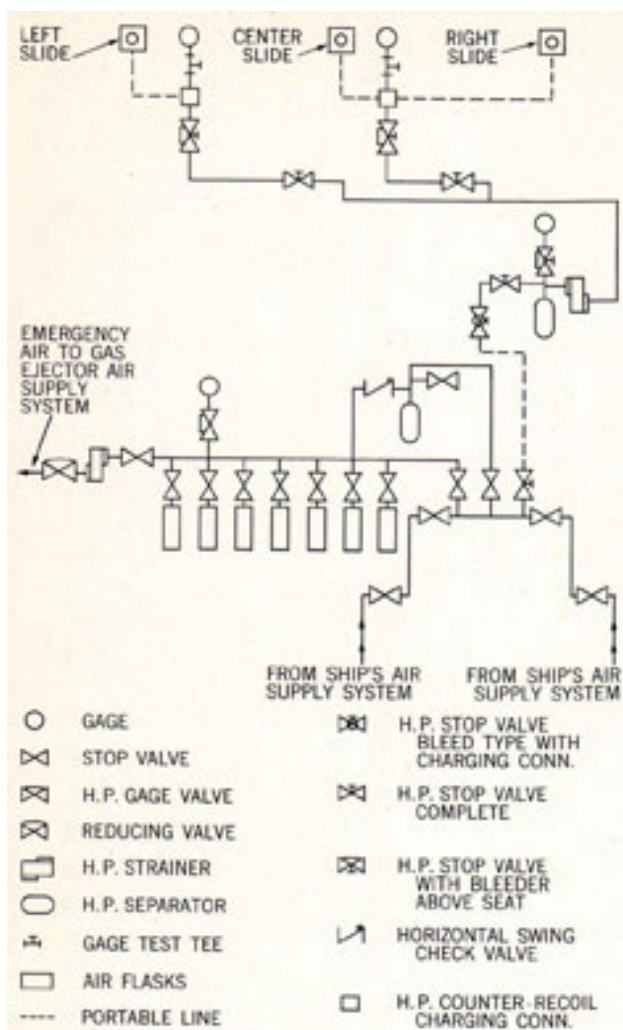 LEFT
SLIDE
CENTER
SLIDE
RIGHT
SLIDE
EMERGENCY
AIR TO GAS
EJECTOR AIR
SUPPLY
SYSTEM
FROM SHIP'S AIR
SUPPLY SYSTEM
FROM SHIP'S AIR
SUPPLY SYSTEM
GAGE
STOP VALVE
H.P. GAGE VALVE
REDUCING VALVE
H.P. STRAINER
H.P. SEPARATOR
GAGE TEST TEE
AIR FLASKS
PORTABLE LINE
H.P. STOP VALVE
BLEED TYPE WITH
CHARGING CONN.
H.P. STOP VALVE
COMPLETE
H.P. STOP VALVE
WITH BLEEDER
ABOVE SEAT
HORIZONTAL SWING
CHECK VALVE
H.P. COUNTER-RECOIL
CHARGING CONN.